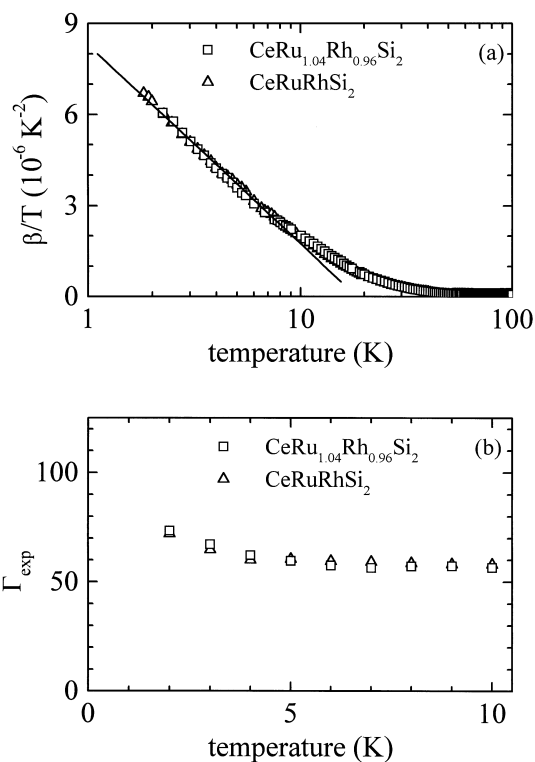 9
6
3
0
β/T (10⁻⁶ K⁻²)
CeRu₁.₀₄Rh₀.₉₆Si₂ (a)
CeRuRhSi₂
1 10 100
temperature (K)
100
50
0
Γₑₓₚ
CeRu₁.₀₄Rh₀.₉₆Si₂ (b)
CeRuRhSi₂
0 5 10
temperature (K)